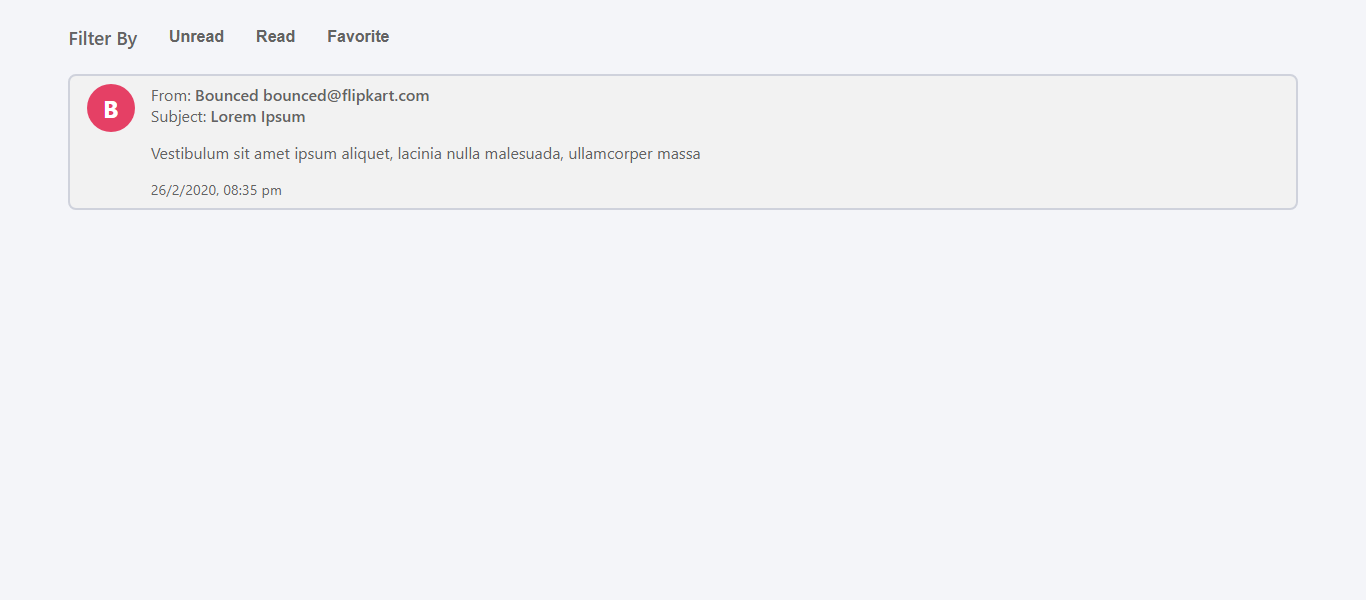 Filter By Unread Read Favorite
B
From: Bounced bounced@flipkart.com
Subject: Lorem Ipsum
Vestibulum sit amet ipsum aliquet, lacinia nulla malesuada, ullamcorper massa
26/2/2020, 08:35 pm